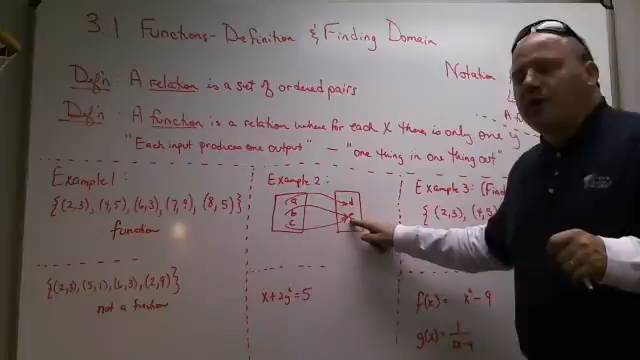 3.1 Functions - Definition & Finding Domain
Notation
Def'n: A relation is a set of ordered pairs
Def'n: A function is a relation where for each x there is only one y
"Each input produces one output" - "one thing in one thing out"
Example 1
{(2,3), (4,5), (6,3), (7,9), (8,5)}
function
{(2,3), (5,1), (6,3), (2,8)}
not a function
Example 2:
a
b
c
d
e
x+2y²=5
Example 3: (Find
{(2,3), (4,5)
f(x)= x²-9
g(x)=